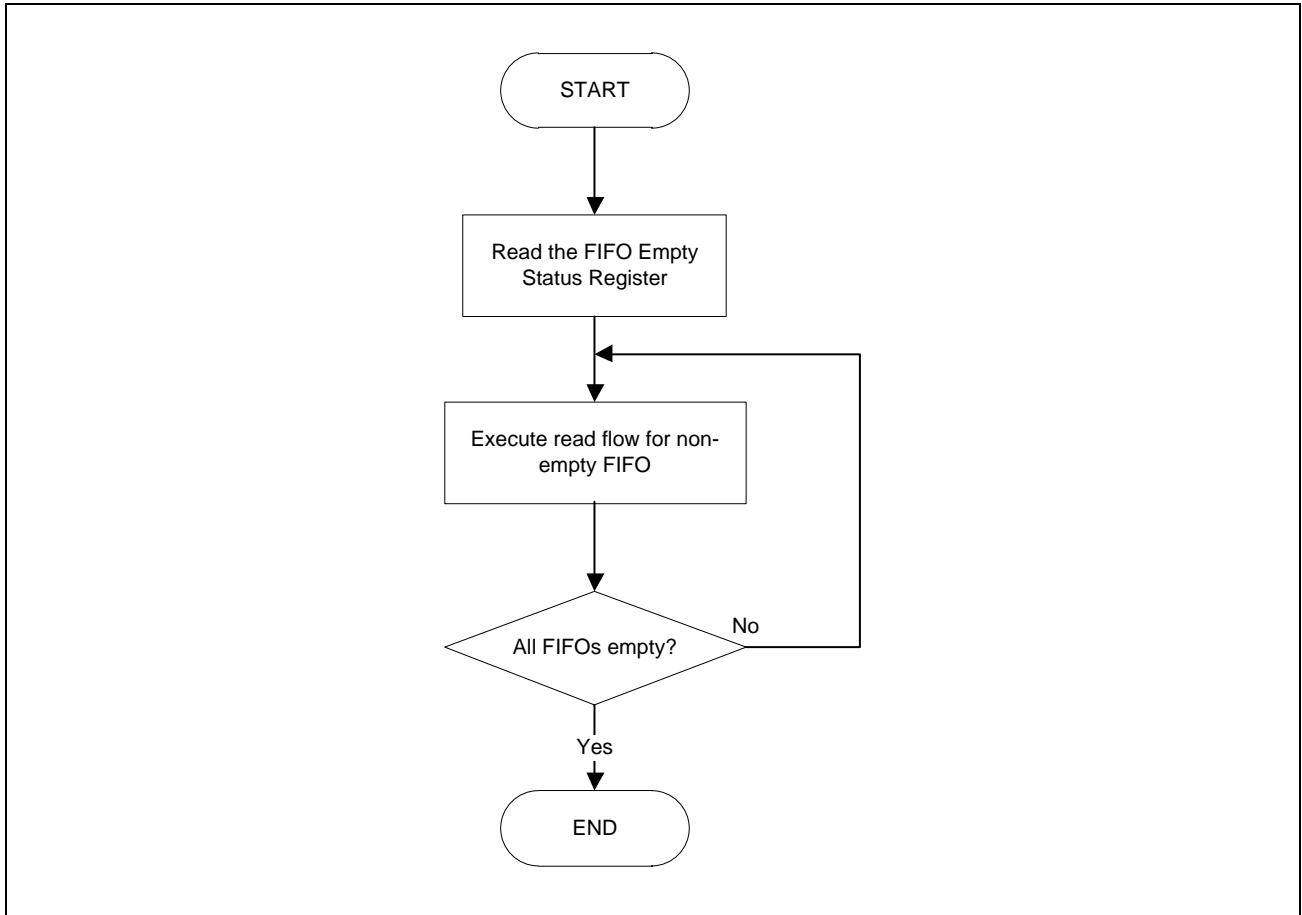 START
Read the FIFO Empty
Status Register
Execute read flow for non-
empty FIFO
All FIFOs empty?
No
Yes
END